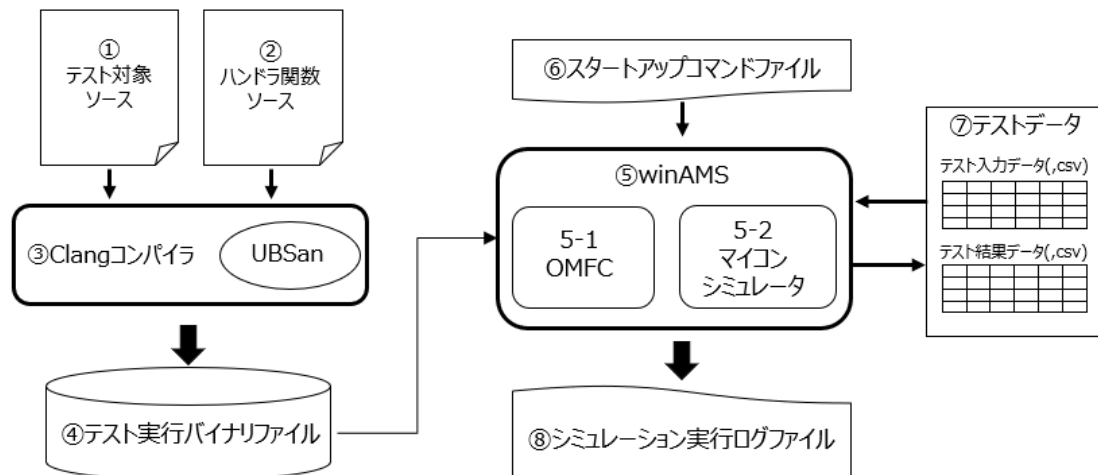 ①
テスト対象
ソース
②
ハンドラ関数
ソース
③Clangコンパイラ
UBSan
④テスト実行バイナリファイル
⑥スタートアップコマンドファイル
⑤winAMS
5-1
OMFC
5-2
マイコン
シミュレータ
⑦テストデータ
テスト入力データ(,csv)
テスト結果データ(,csv)
⑧シミュレーション実行ログファイル